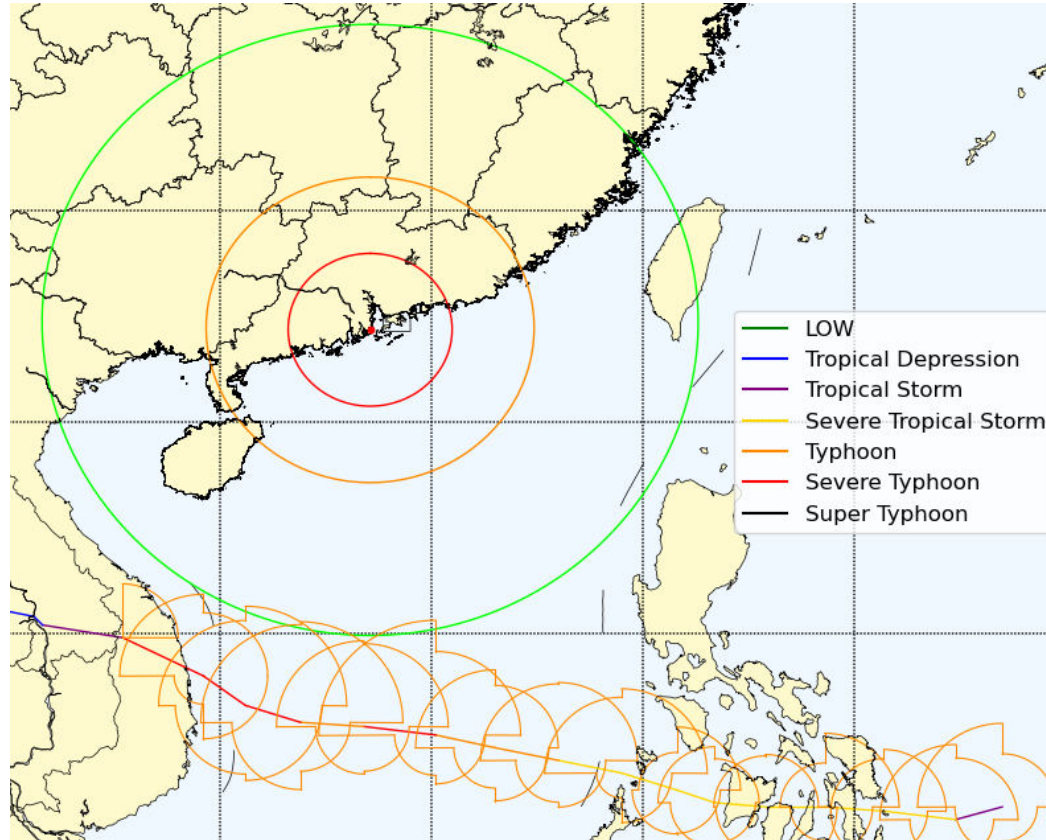 LOW
Tropical Depression
Tropical Storm
Severe Tropical Storm
Typhoon
Severe Typhoon
Super Typhoon